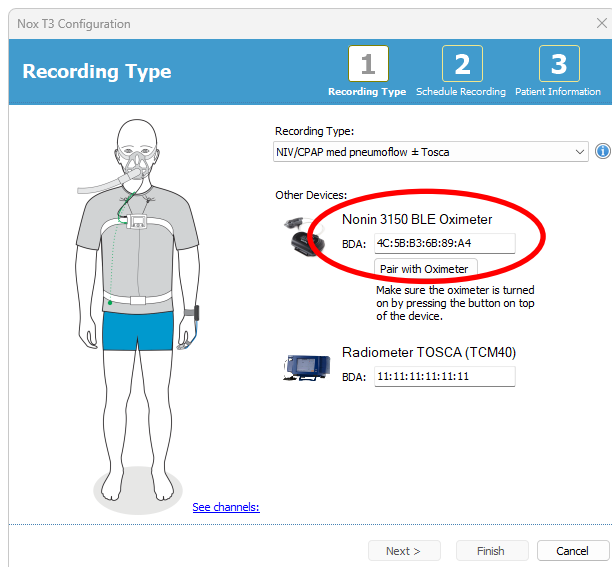 Nox T3 Configuration
Recording Type
1
2
3
Recording Type
Schedule Recording
Patient Information
Recording Type:
NIV/CPAP med pneumoflow ± Tosca
Other Devices:
Nonin 3150 BLE Oximeter
BDA: 4C:5B:B3:6B:89:A4
Pair with Oximeter
Make sure the oximeter is turned
on by pressing the button on top
of the device.
Radiometer TOSCA (TCM40)
BDA: 11:11:11:11:11:11
See channels:
Next >
Finish
Cancel